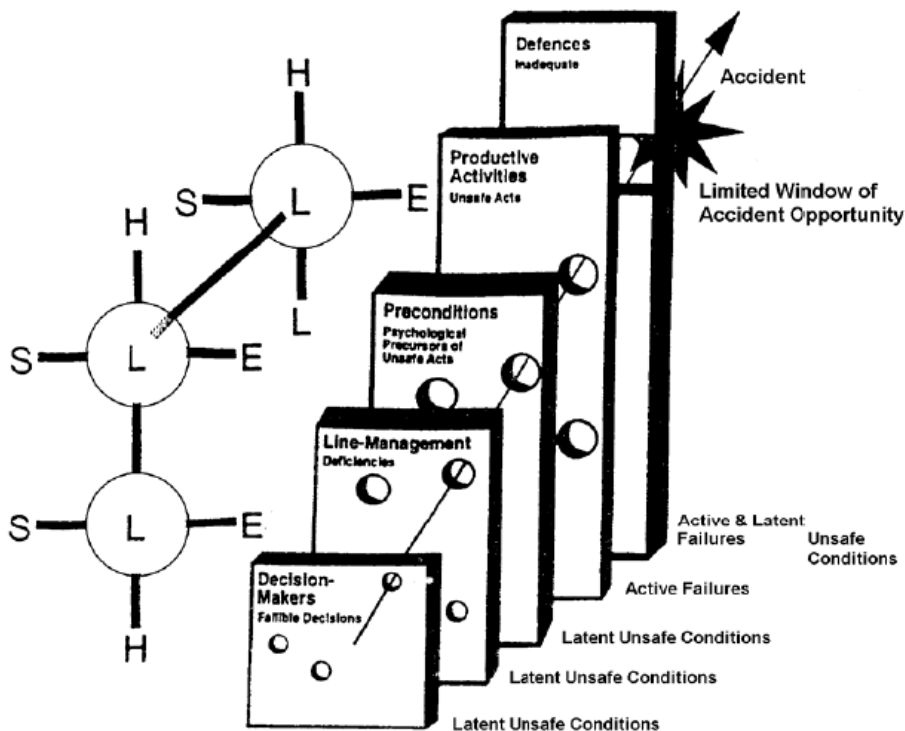 H
S
L
E
L
H
S
L
E
S
L
E
H
Defences
Inadequate
Accident
Productive
Activities
Unsafe Acts
Limited Window of
Accident Opportunity
Preconditions
Psychological
Precursors of
Unsafe Acts
Line-Management
Deficiencies
Decision-
Makers
Fallible Decisions
Active & Latent
Failures
Unsafe
Conditions
Active Failures
Latent Unsafe Conditions
Latent Unsafe Conditions
Latent Unsafe Conditions